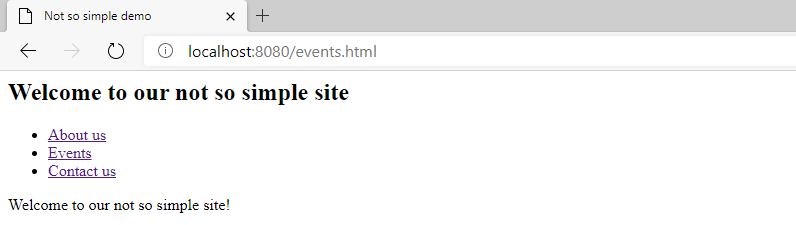 Not so simple demo
localhost:8080/events.html
Welcome to our not so simple site
About us
Events
Contact us
Welcome to our not so simple site!